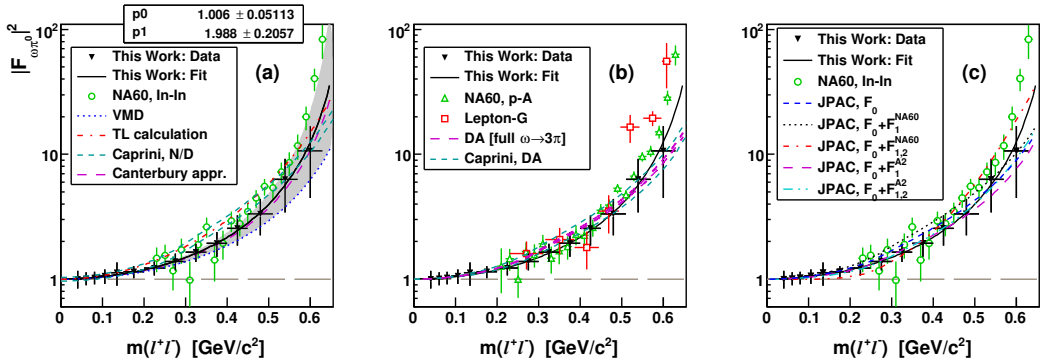 p0 1.006 ± 0.05113
p1 1.988 ± 0.2057
|F_{ωπ^0}|^2
10^2
10
1
(a)
This Work: Data
This Work: Fit
NA60, In-In
VMD
TL calculation
Caprini, N/D
Canterbury appr.
0 0.1 0.2 0.3 0.4 0.5 0.6
m(l^+l^-) [GeV/c^2]
10^2
10
1
(b)
This Work: Data
This Work: Fit
NA60, p-A
Lepton-G
DA [full ω→3π]
Caprini, DA
0 0.1 0.2 0.3 0.4 0.5 0.6
m(l^+l^-) [GeV/c^2]
10^2
10
1
(c)
This Work: Data
This Work: Fit
NA60, In-In
JPAC, F_0
JPAC, F_0+F_1^{NA60}
JPAC, F_0+F_{1,2}^{NA60}
JPAC, F_0+F_1^{A2}
JPAC, F_0+F_{1,2}^{A2}
0 0.1 0.2 0.3 0.4 0.5 0.6
m(l^+l^-) [GeV/c^2]